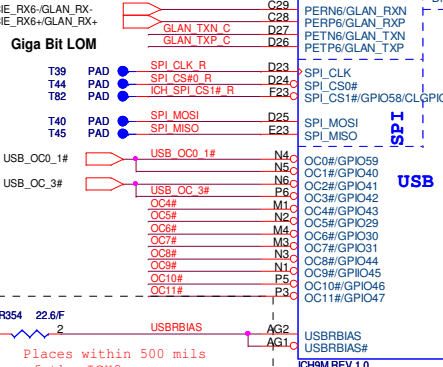 C29
IE_RX6-/GLAN_RX-
PERN6/GLAN_RXN
C28
IE_RX6+/GLAN_RX+
PERP6/GLAN_RXP
GLAN_TXN_C D27 PETN6/GLAN_TXN
GLAN_TXP_C D26 PETP6/GLAN_TXP
Giga Bit LOM
T39 PAD SPI_CLK_R D23 SPI_CLK
T44 PAD SPI_CS#0_R D24 SPI_CS0#
T82 PAD ICH_SPI_CS1#_R F23 SPI_CS1#/GPIO58/CLGPIO
T40 PAD SPI_MOSI D25 SPI_MOSI
T45 PAD SPI_MISO E23 SPI_MISO
SPI
USB_OC0_1# USB_OC0_1# N4 OC0#/GPIO59
N5 OC1#/GPIO40
USB_OC_3# N6 OC2#/GPIO41
USB_OC_3# P6 OC3#/GPIO42
USB
OC4# M1 OC4#/GPIO43
OC5# N2 OC5#/GPIO29
OC6# M4 OC6#/GPIO30
OC7# M3 OC7#/GPIO31
OC8# N3 OC8#/GPIO44
OC9# N1 OC9#/GPIIO45
OC10# P5 OC10#/GPIO46
OC11# P3 OC11#/GPIO47
R354 22.6/F
2 USBRBIAS AG2 USBRBIAS
AG1 USBRBIAS#
Places within 500 mils
ICH9M REV 1.0